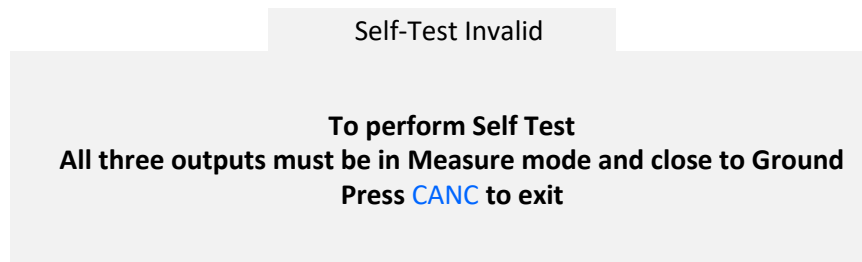 Self-Test Invalid
To perform Self Test
All three outputs must be in Measure mode and close to Ground
Press CANC to exit